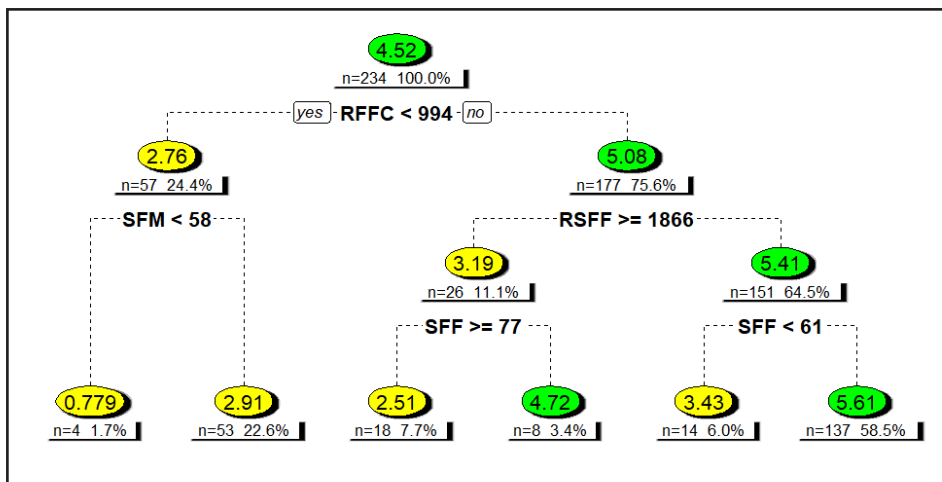 4.52
n=234 100.0%
yes RFFC < 994 no
2.76 5.08
n=57 24.4% n=177 75.6%
SFM < 58 RSFF >= 1866
3.19 5.41
n=26 11.1% n=151 64.5%
SFF >= 77 SFF < 61
0.779 2.91 2.51 4.72 3.43 5.61
n=4 1.7% n=53 22.6% n=18 7.7% n=8 3.4% n=14 6.0% n=137 58.5%